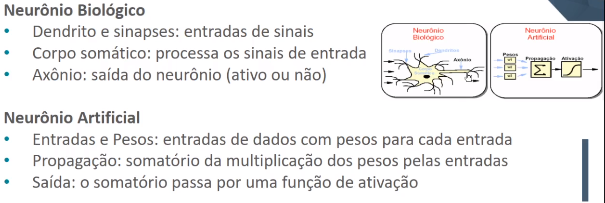 Neurônio Biológico
• Dendrito e sinapses: entradas de sinais
• Corpo somático: processa os sinais de entrada
• Axônio: saída do neurônio (ativo ou não)
Neurônio
Biológico
Sinapses
Dendritos
Axônio
Neurônio
Artificial
Pesos
Propagação
Ativação
w1
Σ
Neurônio Artificial
• Entradas e Pesos: entradas de dados com pesos para cada entrada
• Propagação: somatório da multiplicação dos pesos pelas entradas
• Saída: o somatório passa por uma função de ativação